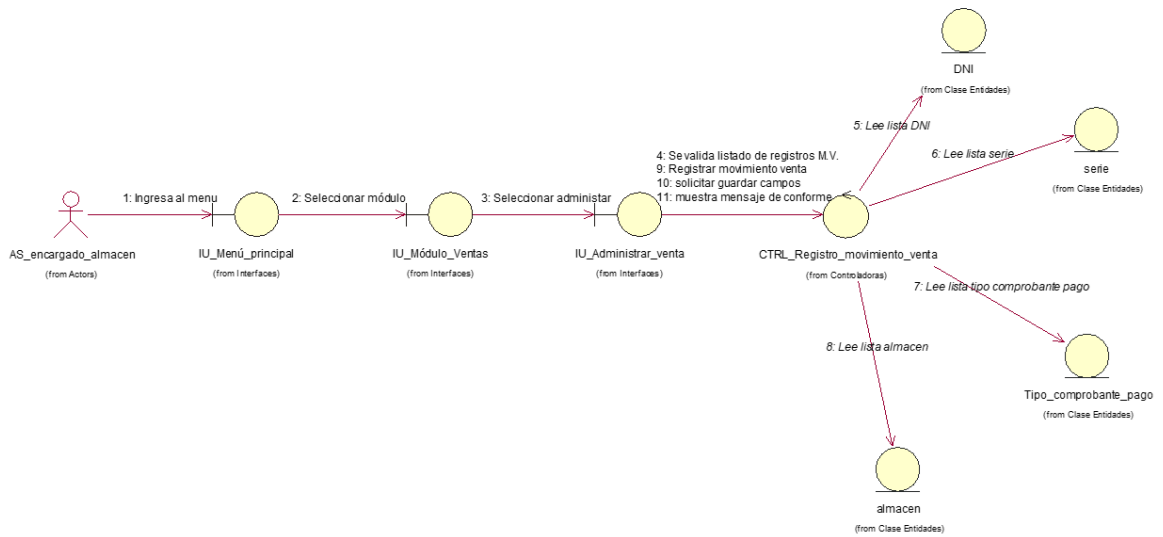 DNI
(from Clase Entidades)
5: Lee lista DNI
6: Lee lista serie
serie
(from Clase Entidades)
4: Se valida listado de registros M.V.
9: Registrar movimiento venta
10: solicitar guardar campos
11: muestra mensaje de conforme
1: Ingresa al menu
2: Seleccionar módulo
3: Seleccionar administar
AS_encargado_almacen
(from Actors)
IU_Menú_principal
(from Interfaces)
IU_Módulo_Ventas
(from Interfaces)
IU_Administrar_venta
(from Interfaces)
CTRL_Registro_movimiento_venta
(from Controladoras)
7: Lee lista tipo comprobante pago
8: Lee lista almacen
Tipo_comprobante_pago
(from Clase Entidades)
almacen
(from Clase Entidades)